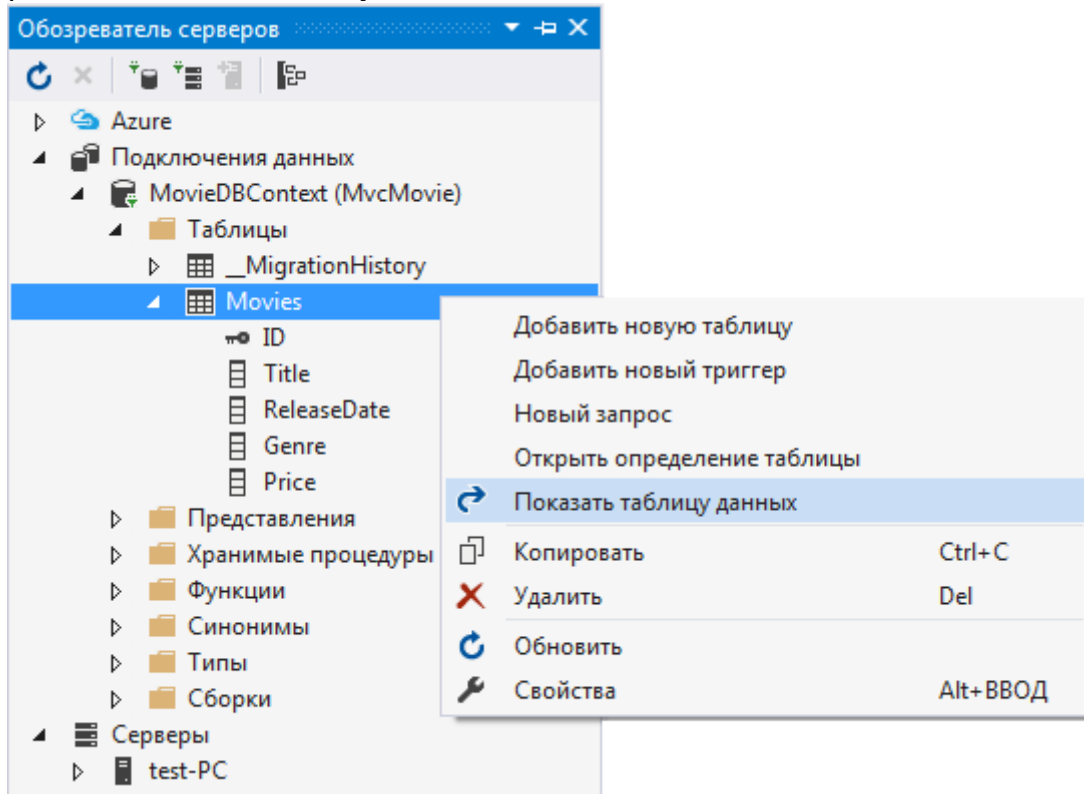 Обозреватель серверов
Azure
Подключения данных
MovieDBContext (MvcMovie)
Таблицы
__MigrationHistory
Movies
ID
Title
ReleaseDate
Genre
Price
Представления
Хранимые процедуры
Функции
Синонимы
Типы
Сборки
Серверы
test-PC
Добавить новую таблицу
Добавить новый триггер
Новый запрос
Открыть определение таблицы
Показать таблицу данных
Копировать Ctrl+C
Удалить Del
Обновить
Свойства Alt+ВВОД